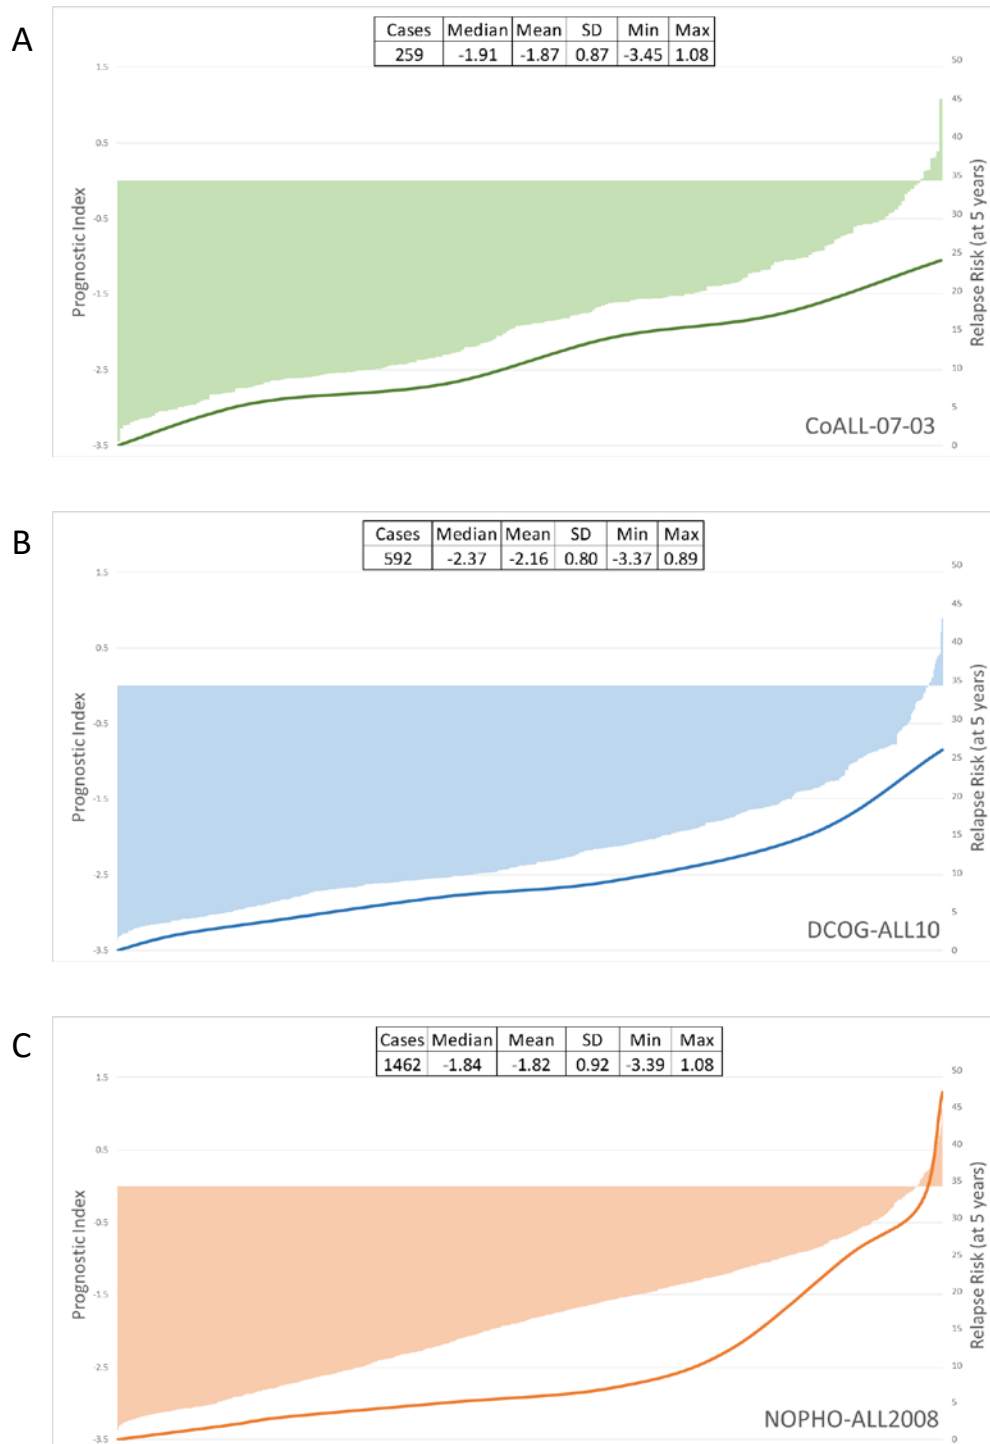 A
Cases Median Mean SD Min Max
259 -1.91 -1.87 0.87 -3.45 1.08
1.5
0.5
-0.5
-1.5
-2.5
-3.5
Prognostic Index
50
45
40
35
30
25
20
15
10
5
0
Relapse Risk (at 5 years)
CoALL-07-03
B
Cases Median Mean SD Min Max
592 -2.37 -2.16 0.80 -3.37 0.89
1.5
0.5
-0.5
-1.5
-2.5
-3.5
Prognostic Index
50
45
40
35
30
25
20
15
10
5
0
Relapse Risk (at 5 years)
DCOG-ALL10
C
Cases Median Mean SD Min Max
1462 -1.84 -1.82 0.92 -3.39 1.08
1.5
0.5
-0.5
-1.5
-2.5
-3.5
Prognostic Index
50
45
40
35
30
25
20
15
10
5
0
Relapse Risk (at 5 years)
NOPHO-ALL2008